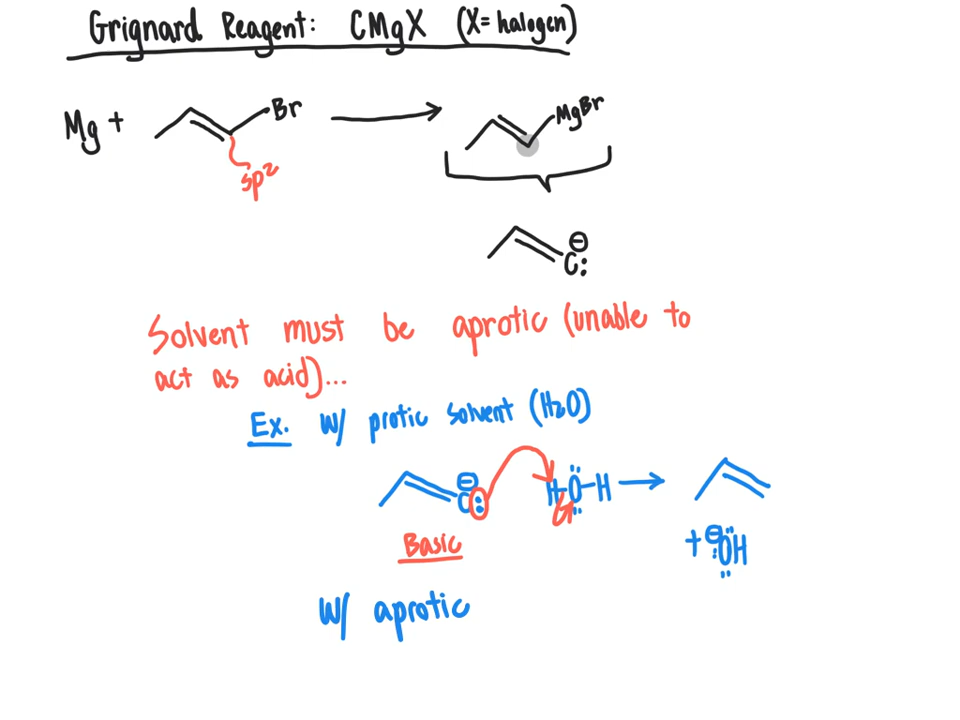 Grignard Reagent: CMgX (X=halogen)
Mg + Br
MgBr
sp²
⊖
C:
Solvent must be aprotic (unable to
act as acid)...
Ex. w/ protic solvent (H₂O)
⊖
C: H-Ö-H
Basic
+ ⊖:ÖH
w/ aprotic